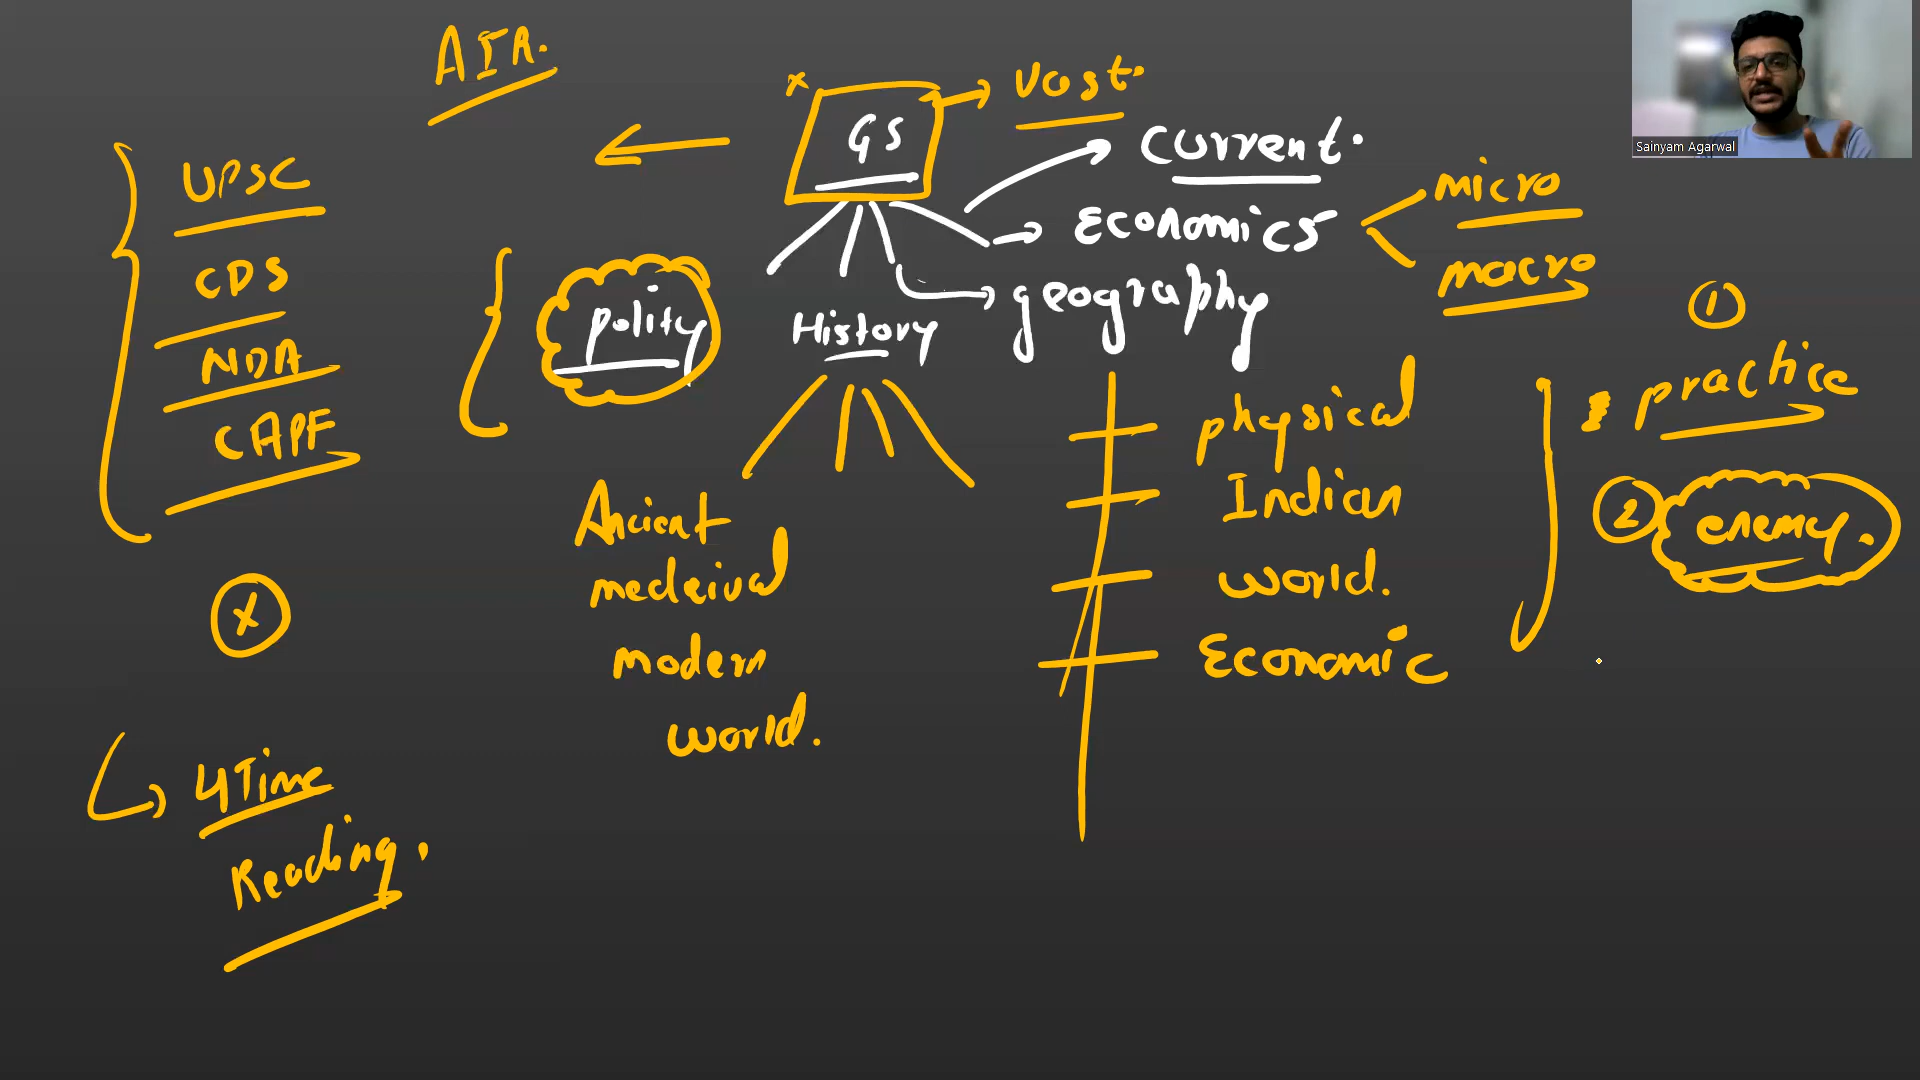 AIR.
GS
Vast.
Current.
Economics
micro
macro
geography
polity
History
UPSC
CDS
NDA
CAPF
x
4Time
Reading.
Ancient
medeival
modern
world.
physical
Indian
world.
Economic
1
practice
2 enemy.
Sainyam Agarwal